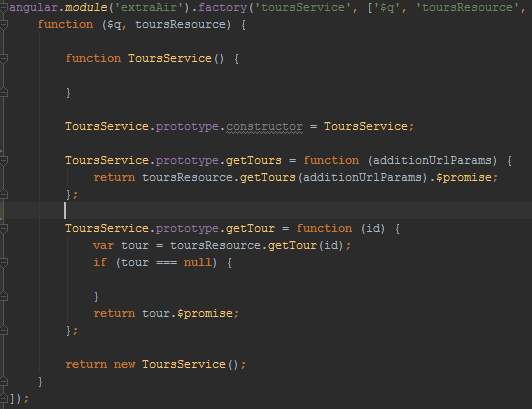 angular.module('extraAir').factory('toursService', ['$q', 'toursResource',
function ($q, toursResource) {
function ToursService() {
}
ToursService.prototype.constructor = ToursService;
ToursService.prototype.getTours = function (additionUrlParams) {
return toursResource.getTours(additionUrlParams).$promise;
};
ToursService.prototype.getTour = function (id) {
var tour = toursResource.getTour(id);
if (tour === null) {
}
return tour.$promise;
};
return new ToursService();
}
]);